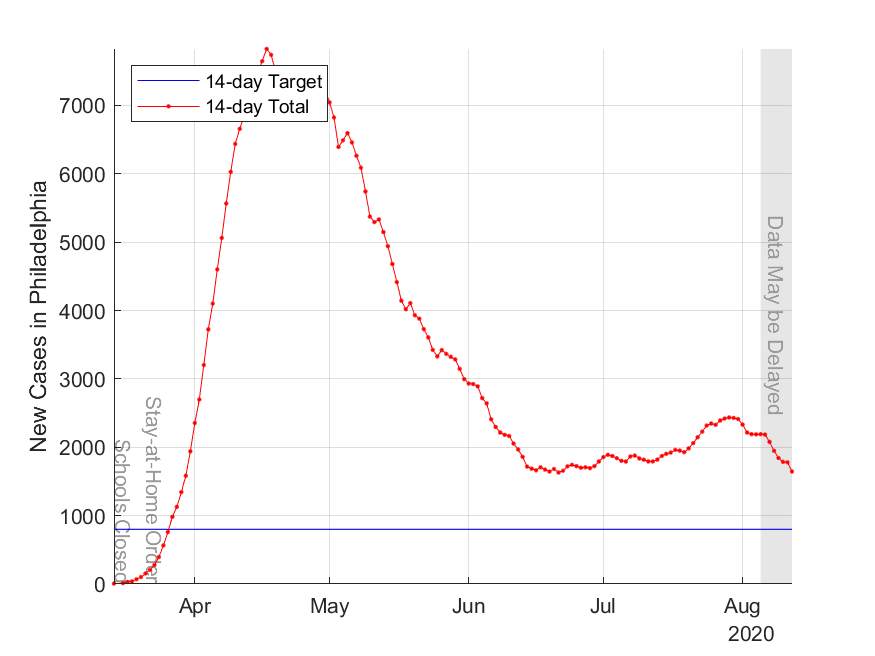 14-day Target
14-day Total
New Cases in Philadelphia
7000
6000
5000
4000
3000
2000
1000
0
Schools Closed
Stay-at-Home Order
Data May be Delayed
Apr
May
Jun
Jul
Aug
2020